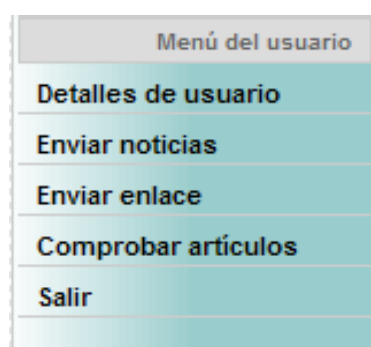 Menú del usuario
Detalles de usuario
Enviar noticias
Enviar enlace
Comprobar artículos
Salir